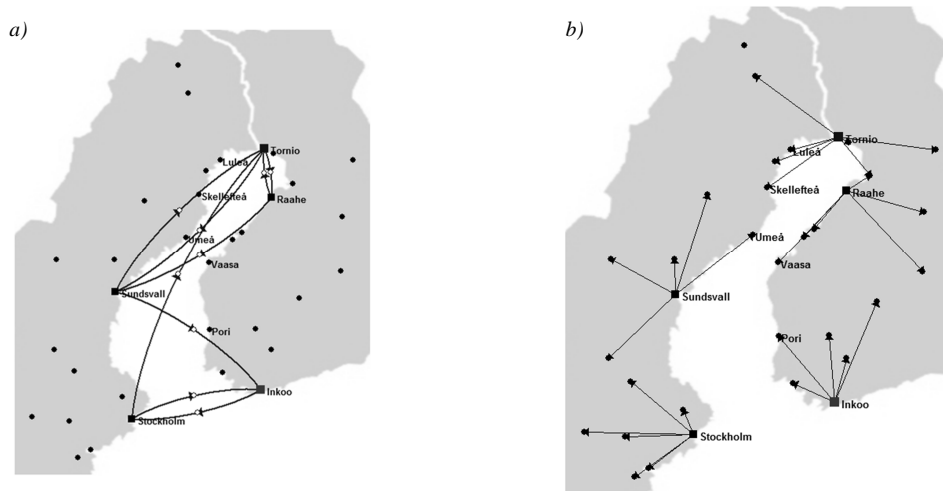 a)
Tornio
Luleå
Skellefteå
Raahe
Umeå
Vaasa
Sundsvall
Pori
Inkoo
Stockholm
b)
Tornio
Luleå
Skellefteå
Raahe
Umeå
Vaasa
Sundsvall
Pori
Inkoo
Stockholm